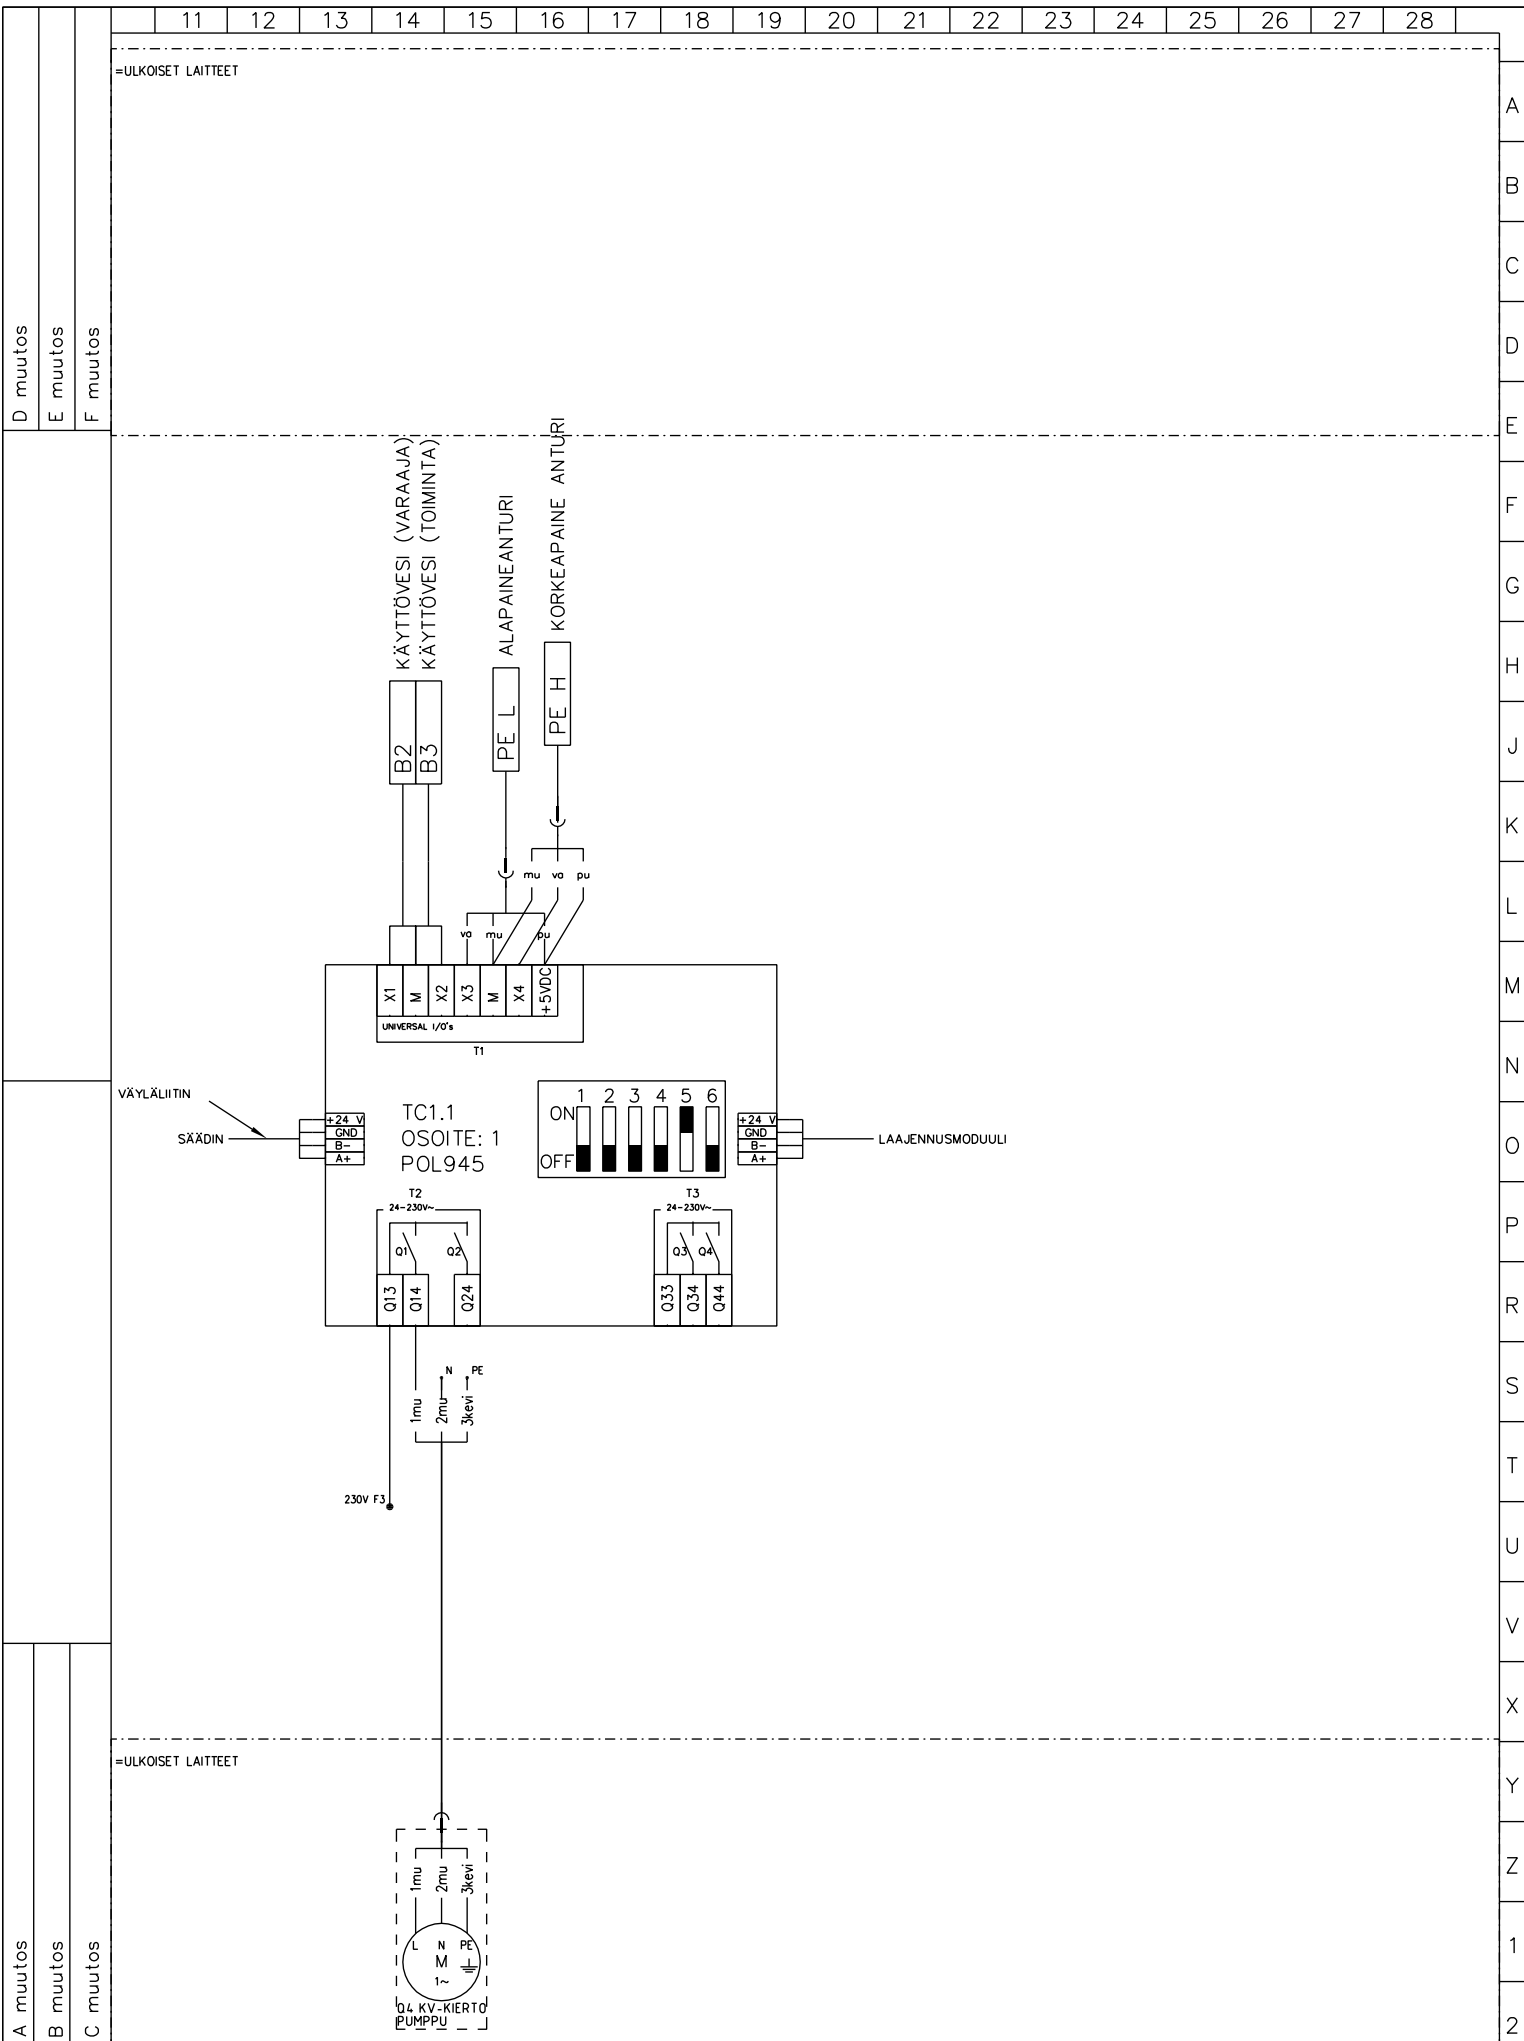 11 12 13 14 15 16 17 18 19 20 21 22 23 24 25 26 27 28
=ULKOISET LAITTEET
A
B
C
D
E
F
G
H
J
K
L
M
N
O
P
R
S
T
U
V
X
Y
Z
1
2
D muutos
E muutos
F muutos
A muutos
B muutos
C muutos
KÄYTTÖVESI (VARAAJA)
KÄYTTÖVESI (TOIMINTA)
ALAPAINEANTURI
KORKEAPAINE ANTURI
B2
B3
PE L
PE H
mu va pu
va mu pu
X1 M X2 X3 M X4 +5VDC
UNIVERSAL I/O's
T1
VÄYLÄLIITIN
SÄÄDIN
+24 V
GND
B-
A+
TC1.1
OSOITE: 1
POL945
1 2 3 4 5 6
ON
OFF
+24 V
GND
B-
A+
LAAJENNUSMODUULI
T2
24-230V~
Q1 Q2
Q13 Q14 Q24
T3
24-230V~
Q3 Q4
Q33 Q34 Q44
N PE
1mu 2mu 3kevi
230V F3
=ULKOISET LAITTEET
1mu 2mu 3kevi
L N PE
M
1~
Q4 KV-KIERTO
PUMPPU